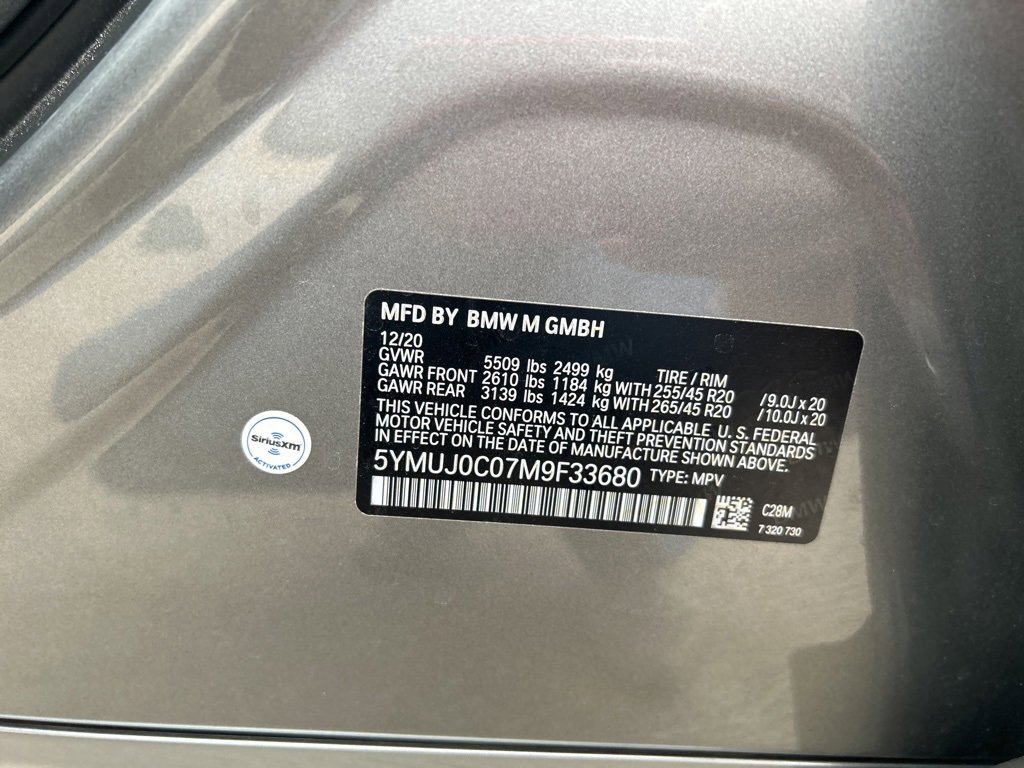 MFD BY BMW M GMBH
12/20
GVWR 5509 lbs 2499 kg TIRE / RIM
GAWR FRONT 2610 lbs 1184 kg WITH 255/45 R20 / 9.0J x 20
GAWR REAR 3139 lbs 1424 kg WITH 265/45 R20 / 10.0J x 20
THIS VEHICLE CONFORMS TO ALL APPLICABLE U.S. FEDERAL
MOTOR VEHICLE SAFETY AND THEFT PREVENTION STANDARDS
IN EFFECT ON THE DATE OF MANUFACTURE SHOWN ABOVE.
5YMUJ0C07M9F33680 TYPE: MPV
C28M
7 320 730
SiriusXM
ACTIVATED